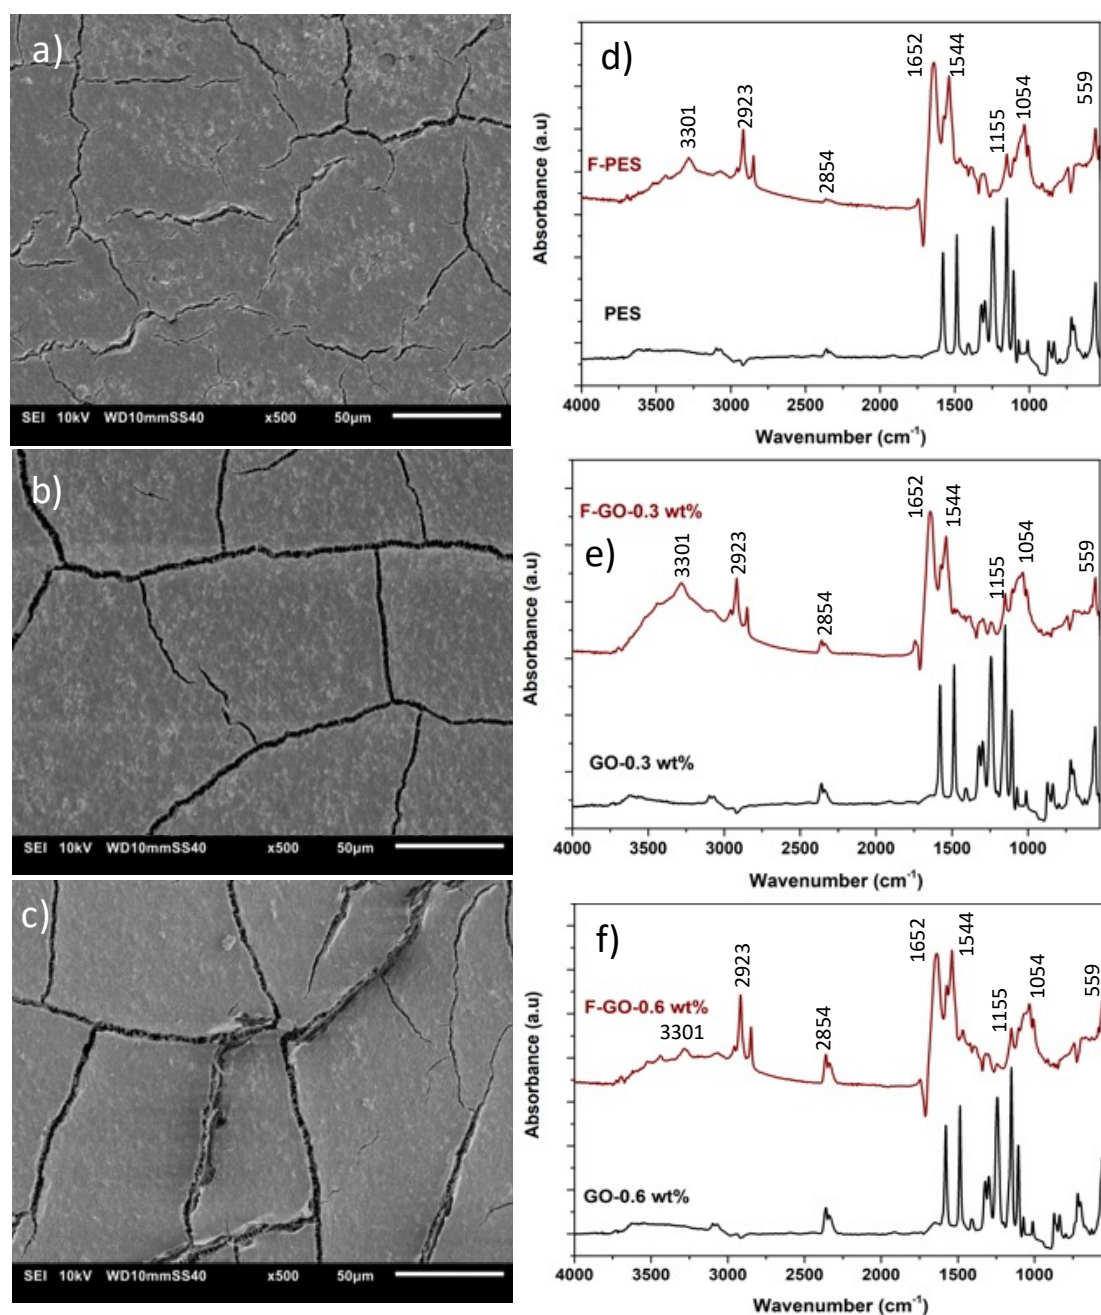 a)
SEI 10kV WD10mmSS40 x500 50µm
b)
SEI 10kV WD10mmSS40 x500 50µm
c)
SEI 10kV WD10mmSS40 x500 50µm
d)
1652
1544
1054
559
2923
1155
3301
2854
F-PES
PES
Absorbance (a.u)
4000 3500 3000 2500 2000 1500 1000
Wavenumber (cm-1)
e)
1652
1544
F-GO-0.3 wt%
1054
559
3301
2923
1155
2854
GO-0.3 wt%
Absorbance (a.u)
4000 3500 3000 2500 2000 1500 1000
Wavenumber (cm-1)
f)
1652
1544
1054
559
2923
1155
F-GO-0.6 wt%
3301
2854
GO-0.6 wt%
Absorbance (a.u)
4000 3500 3000 2500 2000 1500 1000
Wavenumber (cm-1)